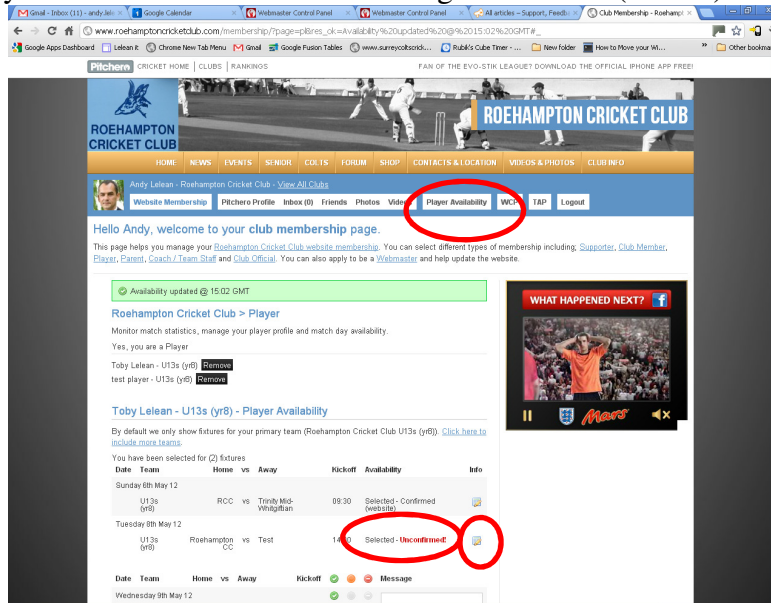 Gmail - Inbox (11) - andy.lele
Google Calendar
Webmaster Control Panel
Webmaster Control Panel
All articles – Support, Feedb
Club Membership - Roehampt
www.roehamptoncricketclub.com/membership/?page=pl&res_ok=Availability%20updated%20@%2015:02%20GMT#_
Google Apps Dashboard
Lelean it
Chrome New Tab Menu
Gmail
Google Fusion Tables
www.surreycoltscrick...
Rubik's Cube Timer - ...
New folder
How to Move your Wi...
»
Other bookma
Pitchero CRICKET HOME | CLUBS | RANKINGS
FAN OF THE EVO-STIK LEAGUE? DOWNLOAD THE OFFICIAL IPHONE APP FREE!
ROEHAMPTON
CRICKET CLUB
ROEHAMPTON CRICKET CLUB
HOME NEWS EVENTS SENIOR COLTS FORUM SHOP CONTACTS & LOCATION VIDEOS & PHOTOS CLUB INFO
Andy Lelean - Roehampton Cricket Club - View All Clubs
Website Membership Pitchero Profile Inbox (0) Friends Photos Videos Player Availability WCP TAP Logout
Hello Andy, welcome to your club membership page.
This page helps you manage your Roehampton Cricket Club website membership. You can select different types of membership including; Supporter, Club Member,
Player, Parent, Coach / Team Staff and Club Official. You can also apply to be a Webmaster and help update the website.
Availability updated @ 15:02 GMT
Roehampton Cricket Club > Player
Monitor match statistics, manage your player profile and match day availability.
Yes, you are a Player
Toby Lelean - U13s (yr8) Remove
test player - U13s (yr8) Remove
WHAT HAPPENED NEXT?
Mars
Toby Lelean - U13s (yr8) - Player Availability
By default we only show fixtures for your primary team (Roehampton Cricket Club U13s (yr8)). Click here to
include more teams.
You have been selected for (2) fixtures
Date Team Home vs Away Kickoff Availability Info
Sunday 6th May 12
U13s RCC vs Trinity Mid- 09:30 Selected - Confirmed
(yr8) Whitgiftian (website)
Tuesday 8th May 12
U13s Roehampton vs Test Selected - Unconfirmed!
(yr8) CC
Date Team Home vs Away Kickoff Message
Wednesday 9th May 12